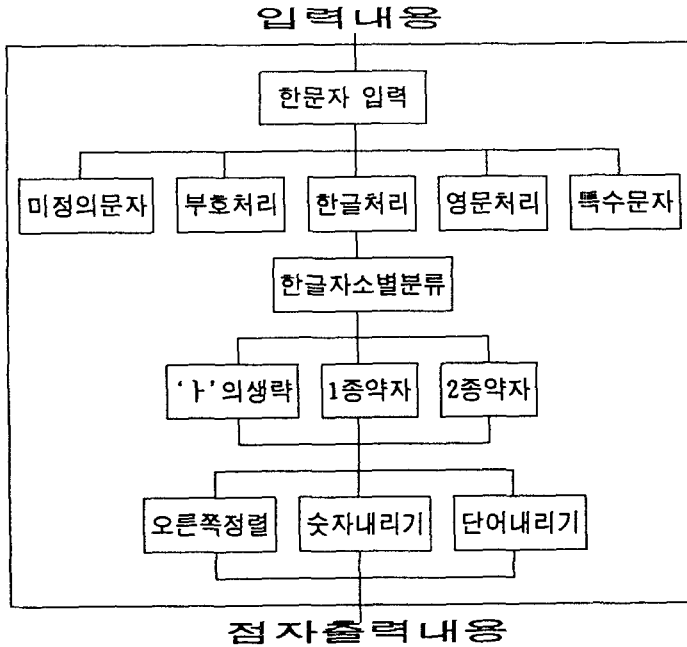 입력내용
한문자 입력
미정의문자 부호처리 한글처리 영문처리 특수문자
한글자소별분류
'ㅏ'의생략 1종약자 2종약자
오른쪽정렬 숫자내리기 단어내리기
점자출력내용